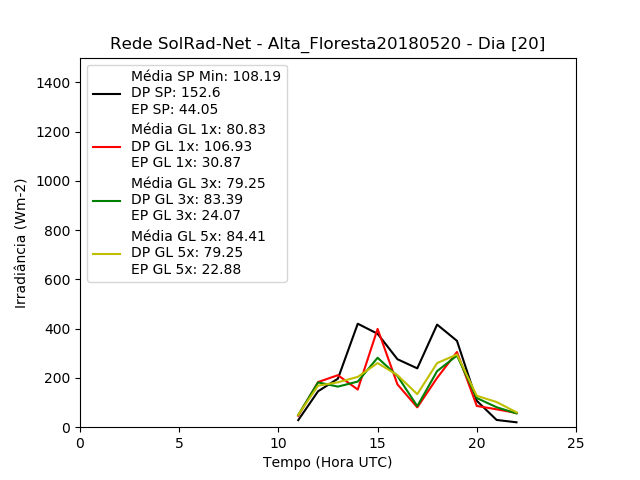 Rede SolRad-Net - Alta_Floresta20180520 - Dia [20]
Média SP Min: 108.19
DP SP: 152.6
EP SP: 44.05
Média GL 1x: 80.83
DP GL 1x: 106.93
EP GL 1x: 30.87
Média GL 3x: 79.25
DP GL 3x: 83.39
EP GL 3x: 24.07
Média GL 5x: 84.41
DP GL 5x: 79.25
EP GL 5x: 22.88
Irradiância (Wm-2)
1400
1200
1000
800
600
400
200
0
0 5 10 15 20 25
Tempo (Hora UTC)